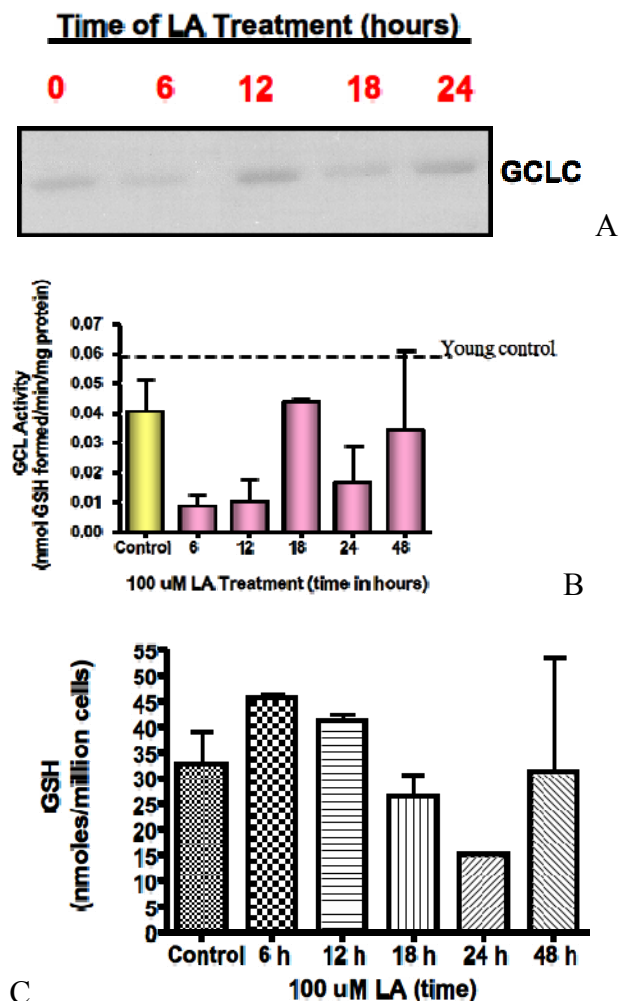 Time of LA Treatment (hours)
0 6 12 18 24
GCLC
A
GCL Activity
(nmol GSH formed/min/mg protein)
0.07
0.06
0.05
0.04
0.03
0.02
0.01
0.00
Young control
Control 6 12 18 24 48
100 uM LA Treatment (time in hours)
B
GSH
(nmoles/million cells)
55
50
45
40
35
30
25
20
15
10
5
0
Control 6 h 12 h 18 h 24 h 48 h
100 uM LA (time)
C